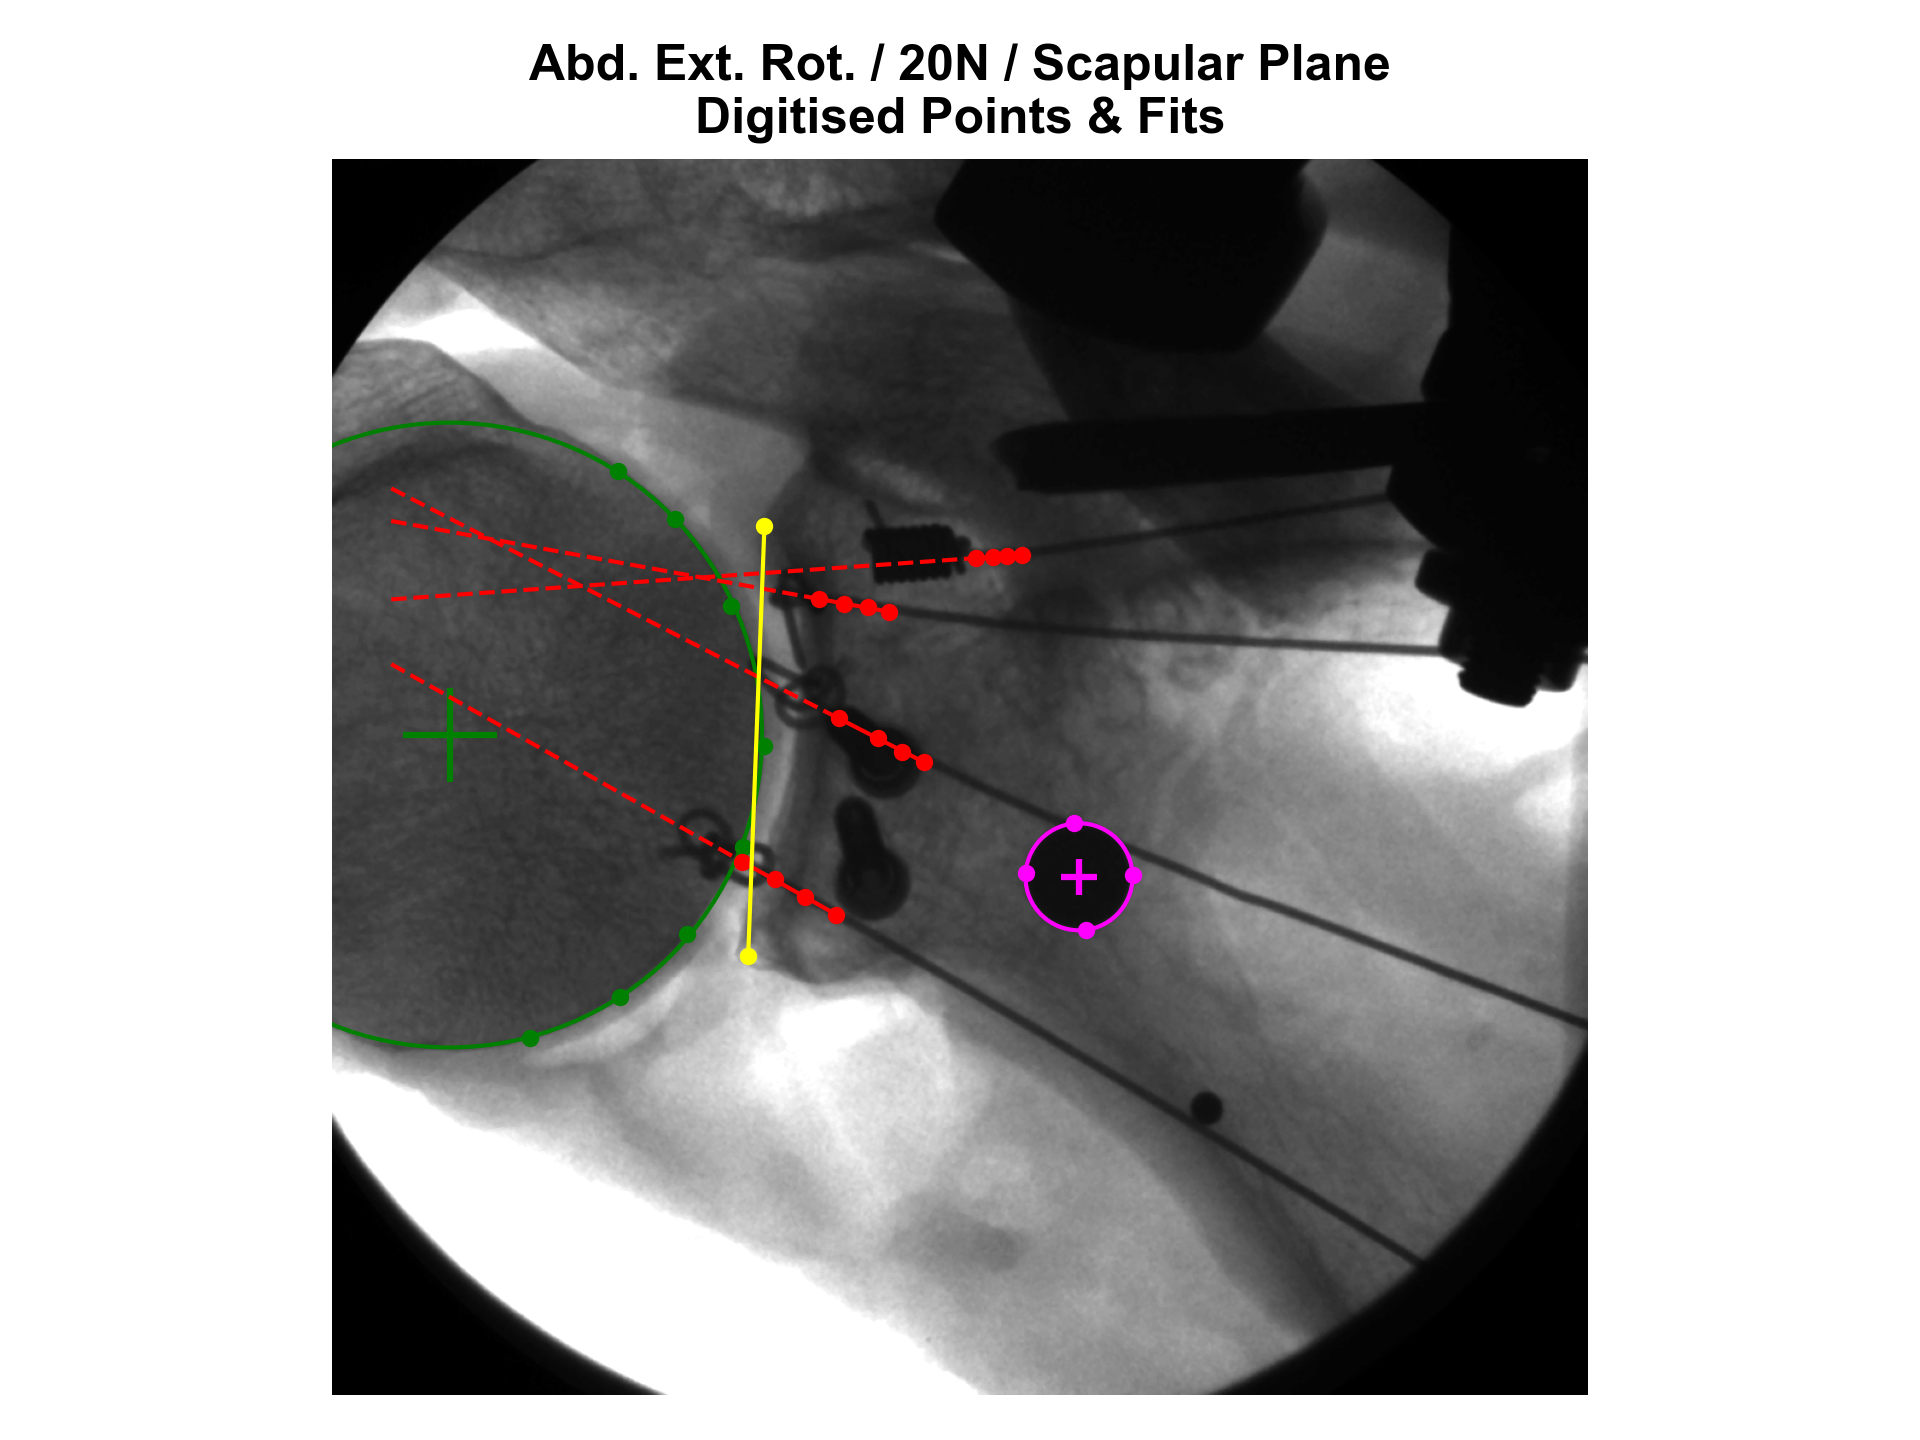 Abd. Ext. Rot. / 20N / Scapular Plane
Digitised Points & Fits